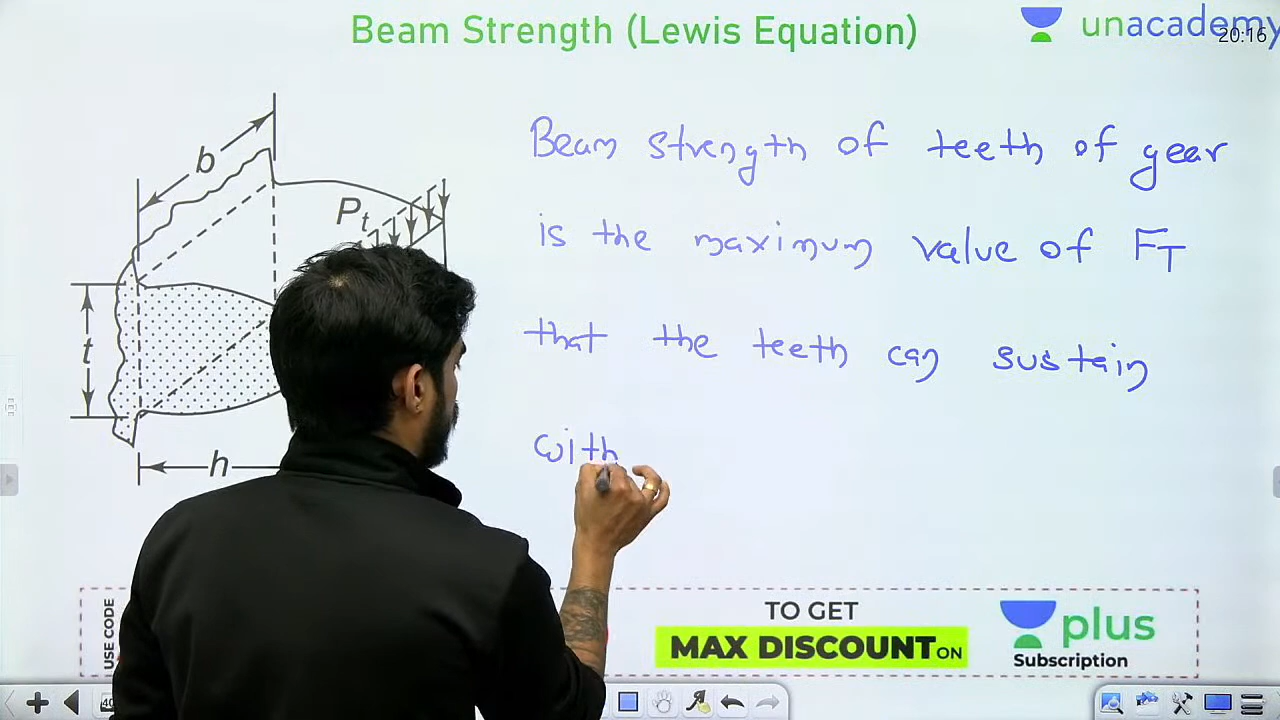 Beam Strength (Lewis Equation)
unacademy
20:16
b
Pt
t
h
Beam strength of teeth of gear
is the maximum value of FT
that the teeth can sustain
with
USE CODE
TO GET
MAX DISCOUNT ON
plus
Subscription